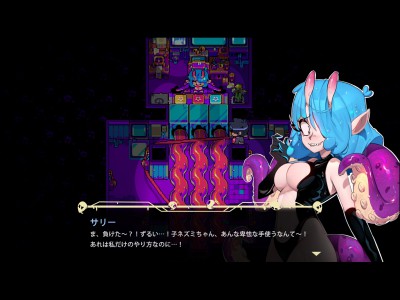 サリー
ま、負けた～？！ずるい…！子ネズミちゃん、あんな卑怯な手使うなんて～！
あれは私だけのやり方なのに…！